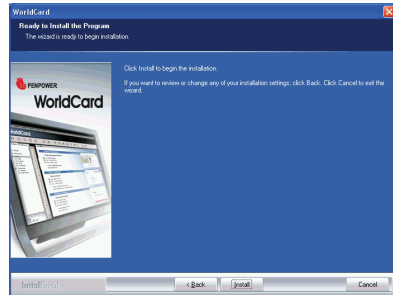 WorldCard
Ready to Install the Program
The wizard is ready to begin installation.
Click Install to begin the installation.
If you want to review or change any of your installation settings, click Back. Click Cancel to exit the
wizard.
PENPOWER
WorldCard
InstallShield
< Back
Install
Cancel